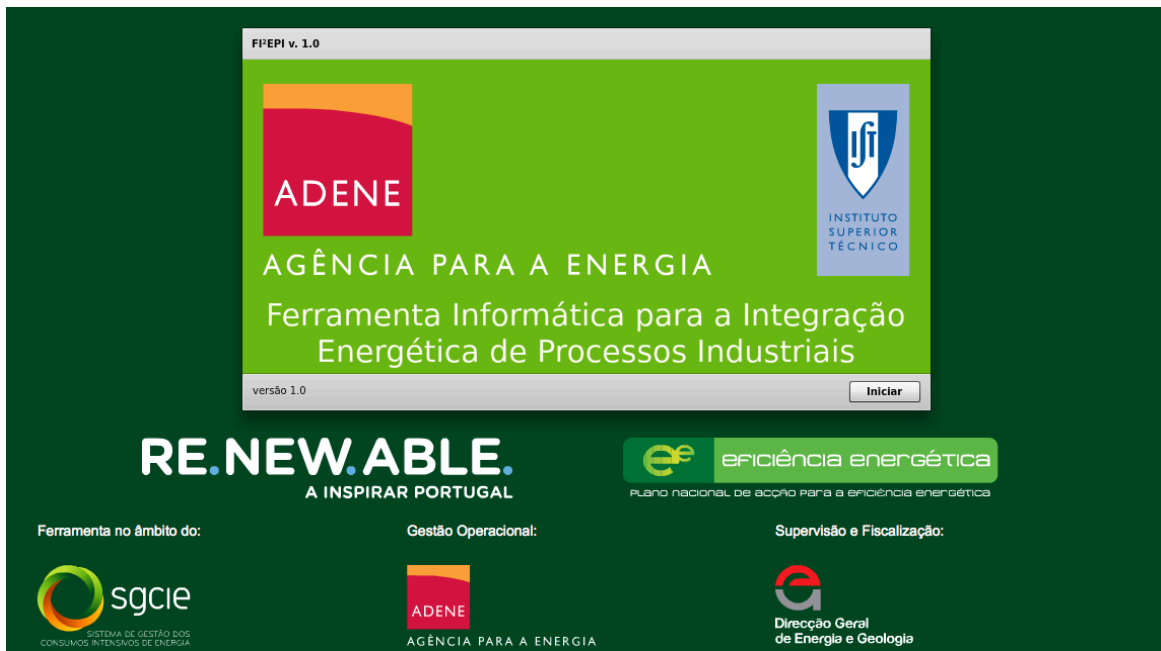 FI²EPI v. 1.0
ADENE
AGÊNCIA PARA A ENERGIA
IST
INSTITUTO
SUPERIOR
TÉCNICO
Ferramenta Informática para a Integração
Energética de Processos Industriais
versão 1.0
Iniciar
RE.NEW.ABLE.
A INSPIRAR PORTUGAL
ee eficiência energética
Plano nacional de acção para a eficiência energética
Ferramenta no âmbito do:
Gestão Operacional:
Supervisão e Fiscalização:
sgcie
SISTEMA DE GESTÃO DOS
CONSUMOS INTENSIVOS DE ENERGIA
ADENE
AGÊNCIA PARA A ENERGIA
Direcção Geral
de Energia e Geologia